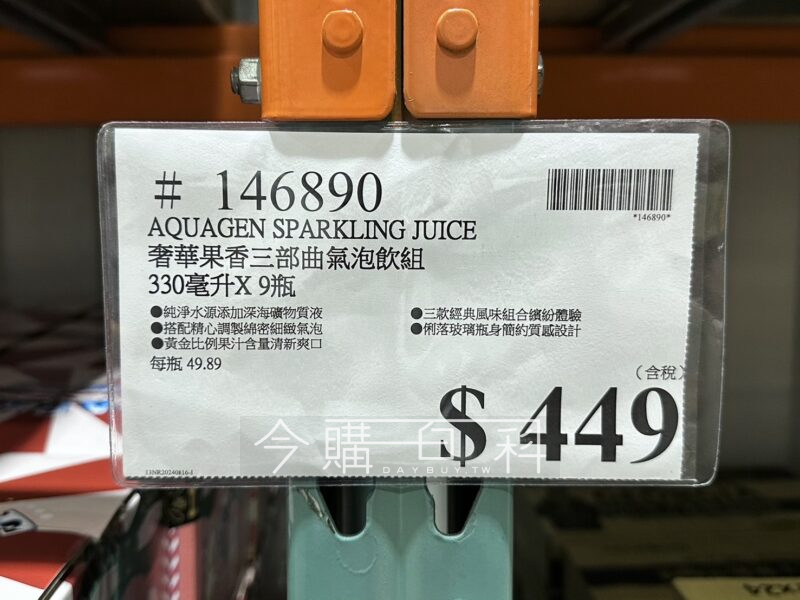 # 146890
*146890*
AQUAGEN SPARKLING JUICE
奢華果香三部曲氣泡飲組
330毫升X 9瓶
●純淨水源添加深海礦物質液
●搭配精心調製綿密細緻氣泡
●黃金比例果汁含量清新爽口
●三款經典風味組合繽紛體驗
●俐落玻璃瓶身簡約質感設計
每瓶 49.89
(含稅)
$ 449
今購百科
DAYBUY.TW